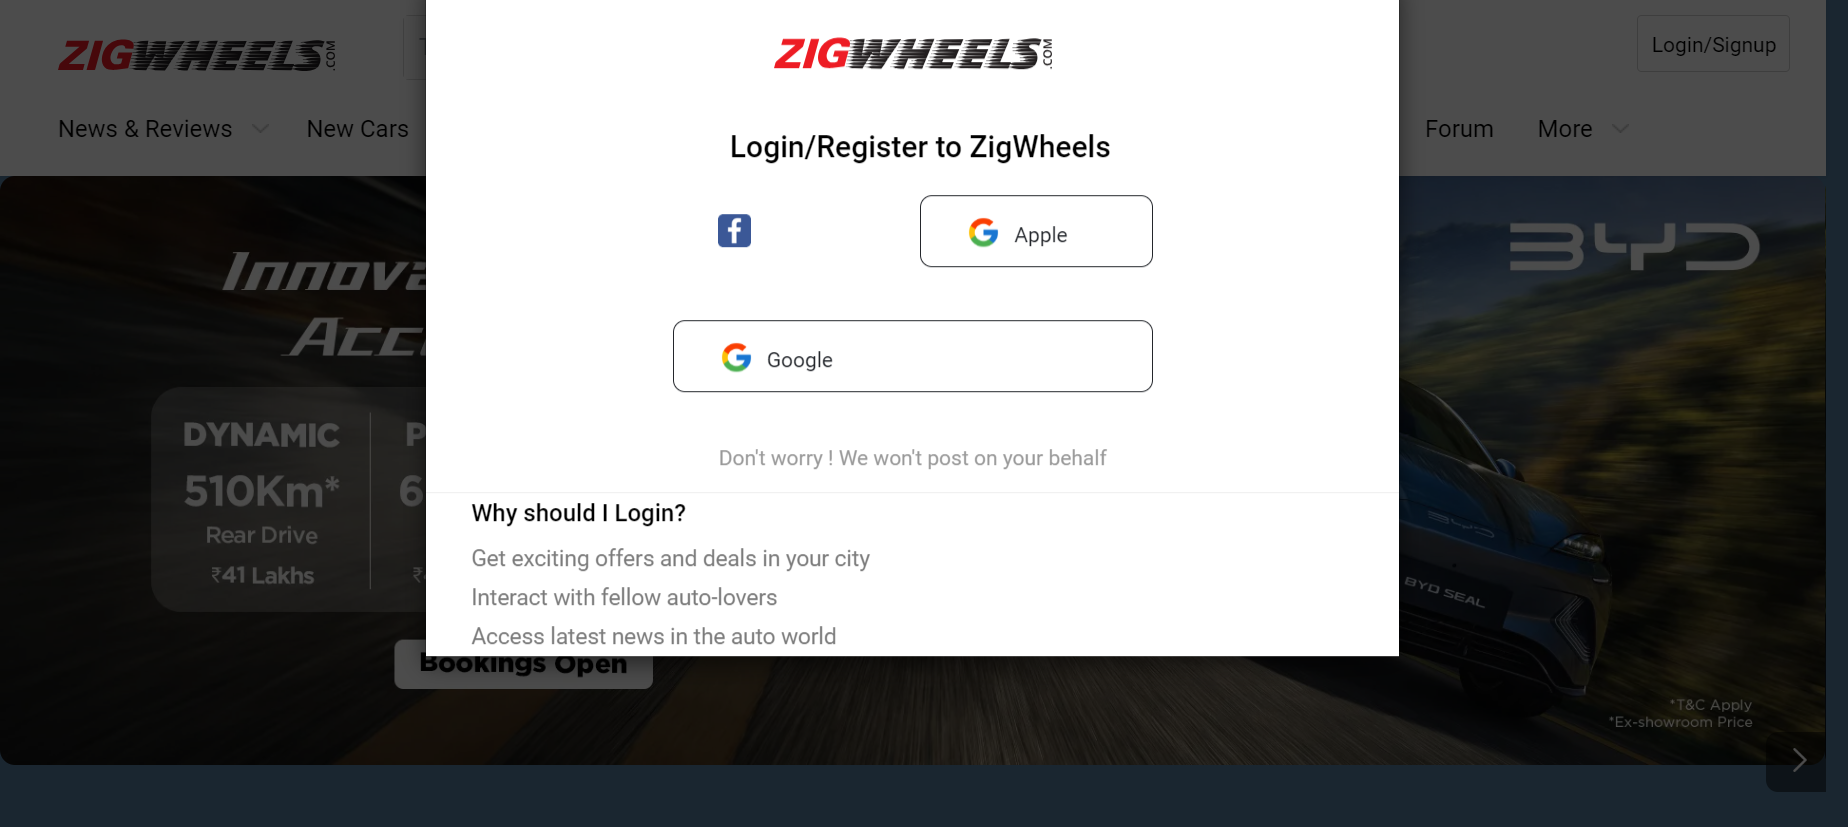 ZIGWHEELS.COM
Login/Signup
News & Reviews
New Cars
Forum
More
ZIGWHEELS.COM
Login/Register to ZigWheels
Apple
Google
Don't worry ! We won't post on your behalf
Why should I Login?
Get exciting offers and deals in your city
Interact with fellow auto-lovers
Access latest news in the auto world
BYD
DYNAMIC
510Km*
Rear Drive
₹41 Lakhs
Bookings Open
BYD
BYD SEAL
*T&C Apply
*Ex-showroom Price